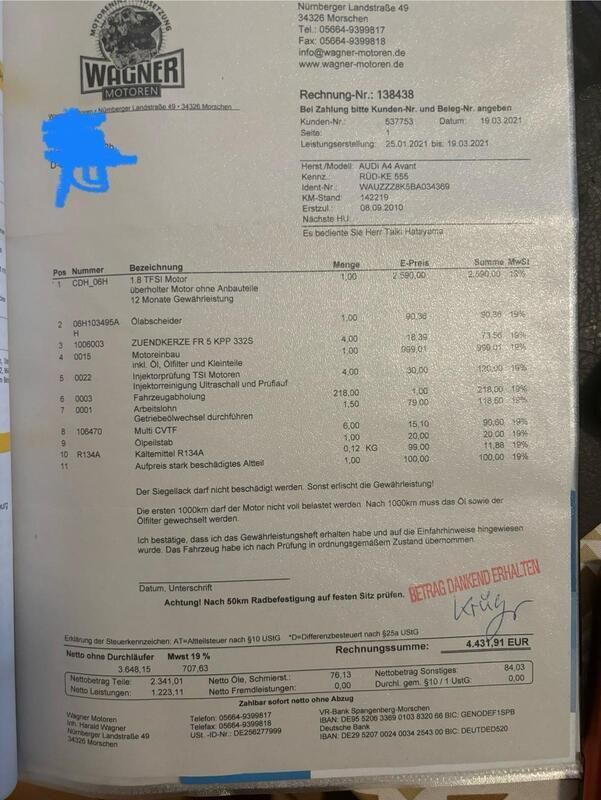 MOTORENINSTANDSETZUNG
WAGNER
MOTOREN
Nürnberger Landstraße 49
34326 Morschen
Tel.: 05664-9399817
Fax: 05664-9399818
info@wagner-motoren.de
www.wagner-motoren.de
Nürnberger Landstraße 49 • 34326 Morschen
Rechnung-Nr.: 138438
Bei Zahlung bitte Kunden-Nr. und Beleg-Nr. angeben
Kunden-Nr.: 537753 Datum: 19.03.2021
Seite: 1
Leistungserstellung: 25.01.2021 bis: 19.03.2021
Herst./Modell: AUDI A4 Avant
Kennz.: RÜD-KE 555
Ident-Nr.: WAUZZZ8K5BA034369
KM-Stand: 142219
Erstzul.: 08.09.2010
Nächste HU:
Es bediente Sie Herr Talki Hatayama
Pos Nummer Bezeichnung Menge E-Preis Summe MwSt
1 CDH_06H 1.8 TFSI Motor 1,00 2.590,00 2.590,00 19%
überholter Motor ohne Anbauteile
12 Monate Gewährleistung
2 06H103495A Ölabscheider 1,00 90,36 90,36 19%
H
3 1006003 ZUENDKERZE FR 5 KPP 332S 4,00 18,39 73,56 19%
4 0015 Motoreinbau 1,00 999,01 999,01 19%
inkl. Öl, Ölfilter und Kleinteile
5 0022 Injektorprüfung TSI Motoren 4,00 30,00 120,00 19%
Injektorreinigung Ultraschall und Prüflauf
6 0003 Fahrzeugabholung 218,00 1,00 218,00 19%
7 0001 Arbeitslohn 1,50 79,00 118,50 19%
Getriebeölwechsel durchführen
8 106470 Multi CVTF 6,00 15,10 90,60 19%
9 Ölpeilstab 1,00 20,00 20,00 19%
10 R134A Kältemittel R134A 0,12 KG 99,00 11,88 19%
11 Aufpreis stark beschädigtes Altteil 1,00 100,00 100,00 19%
Der Siegellack darf nicht beschädigt werden. Sonst erlischt die Gewährleistung!
Die ersten 1000km darf der Motor nicht voll belastet werden. Nach 1000km muss das Öl sowie der
Ölfilter gewechselt werden.
Ich bestätige, dass ich das Gewährleistungsheft erhalten habe und auf die Einfahrhinweise hingewiesen
wurde. Das Fahrzeug habe ich nach Prüfung in ordnungsgemäßem Zustand übernommen.
Datum, Unterschrift
BETRAG DANKEND ERHALTEN
Achtung! Nach 50km Radbefestigung auf festen Sitz prüfen.
Erklärung der Steuerkennzeichen: AT=Altteilsteuer nach §10 UStG *D=Differenzbesteuert nach §25a UStG
Netto ohne Durchläufer Mwst 19 % Rechnungssumme: 4.431,91 EUR
3.648,15 707,63
Nettobetrag Teile: 2.341,01 Netto Öle, Schmierst.: 76,13 Nettobetrag Sonstiges: 84,03
Netto Leistungen: 1.223,11 Netto Fremdleistungen: 0,00 Durchl. gem. §10 / 1 UstG: 0,00
Zahlbar sofort netto ohne Abzug
Wagner Motoren
Inh. Harald Wagner
Nürnberger Landstraße 49
34326 Morschen
Telefon: 05664-9399817
Telefax: 05664-9399818
USt. -ID-Nr.: DE256277999
VR-Bank Spangenberg-Morschen
IBAN: DE95 5206 3369 0103 8320 66 BIC: GENODEF1SPB
Deutsche Bank
IBAN: DE29 5207 0024 0034 2543 00 BIC: DEUTDED520